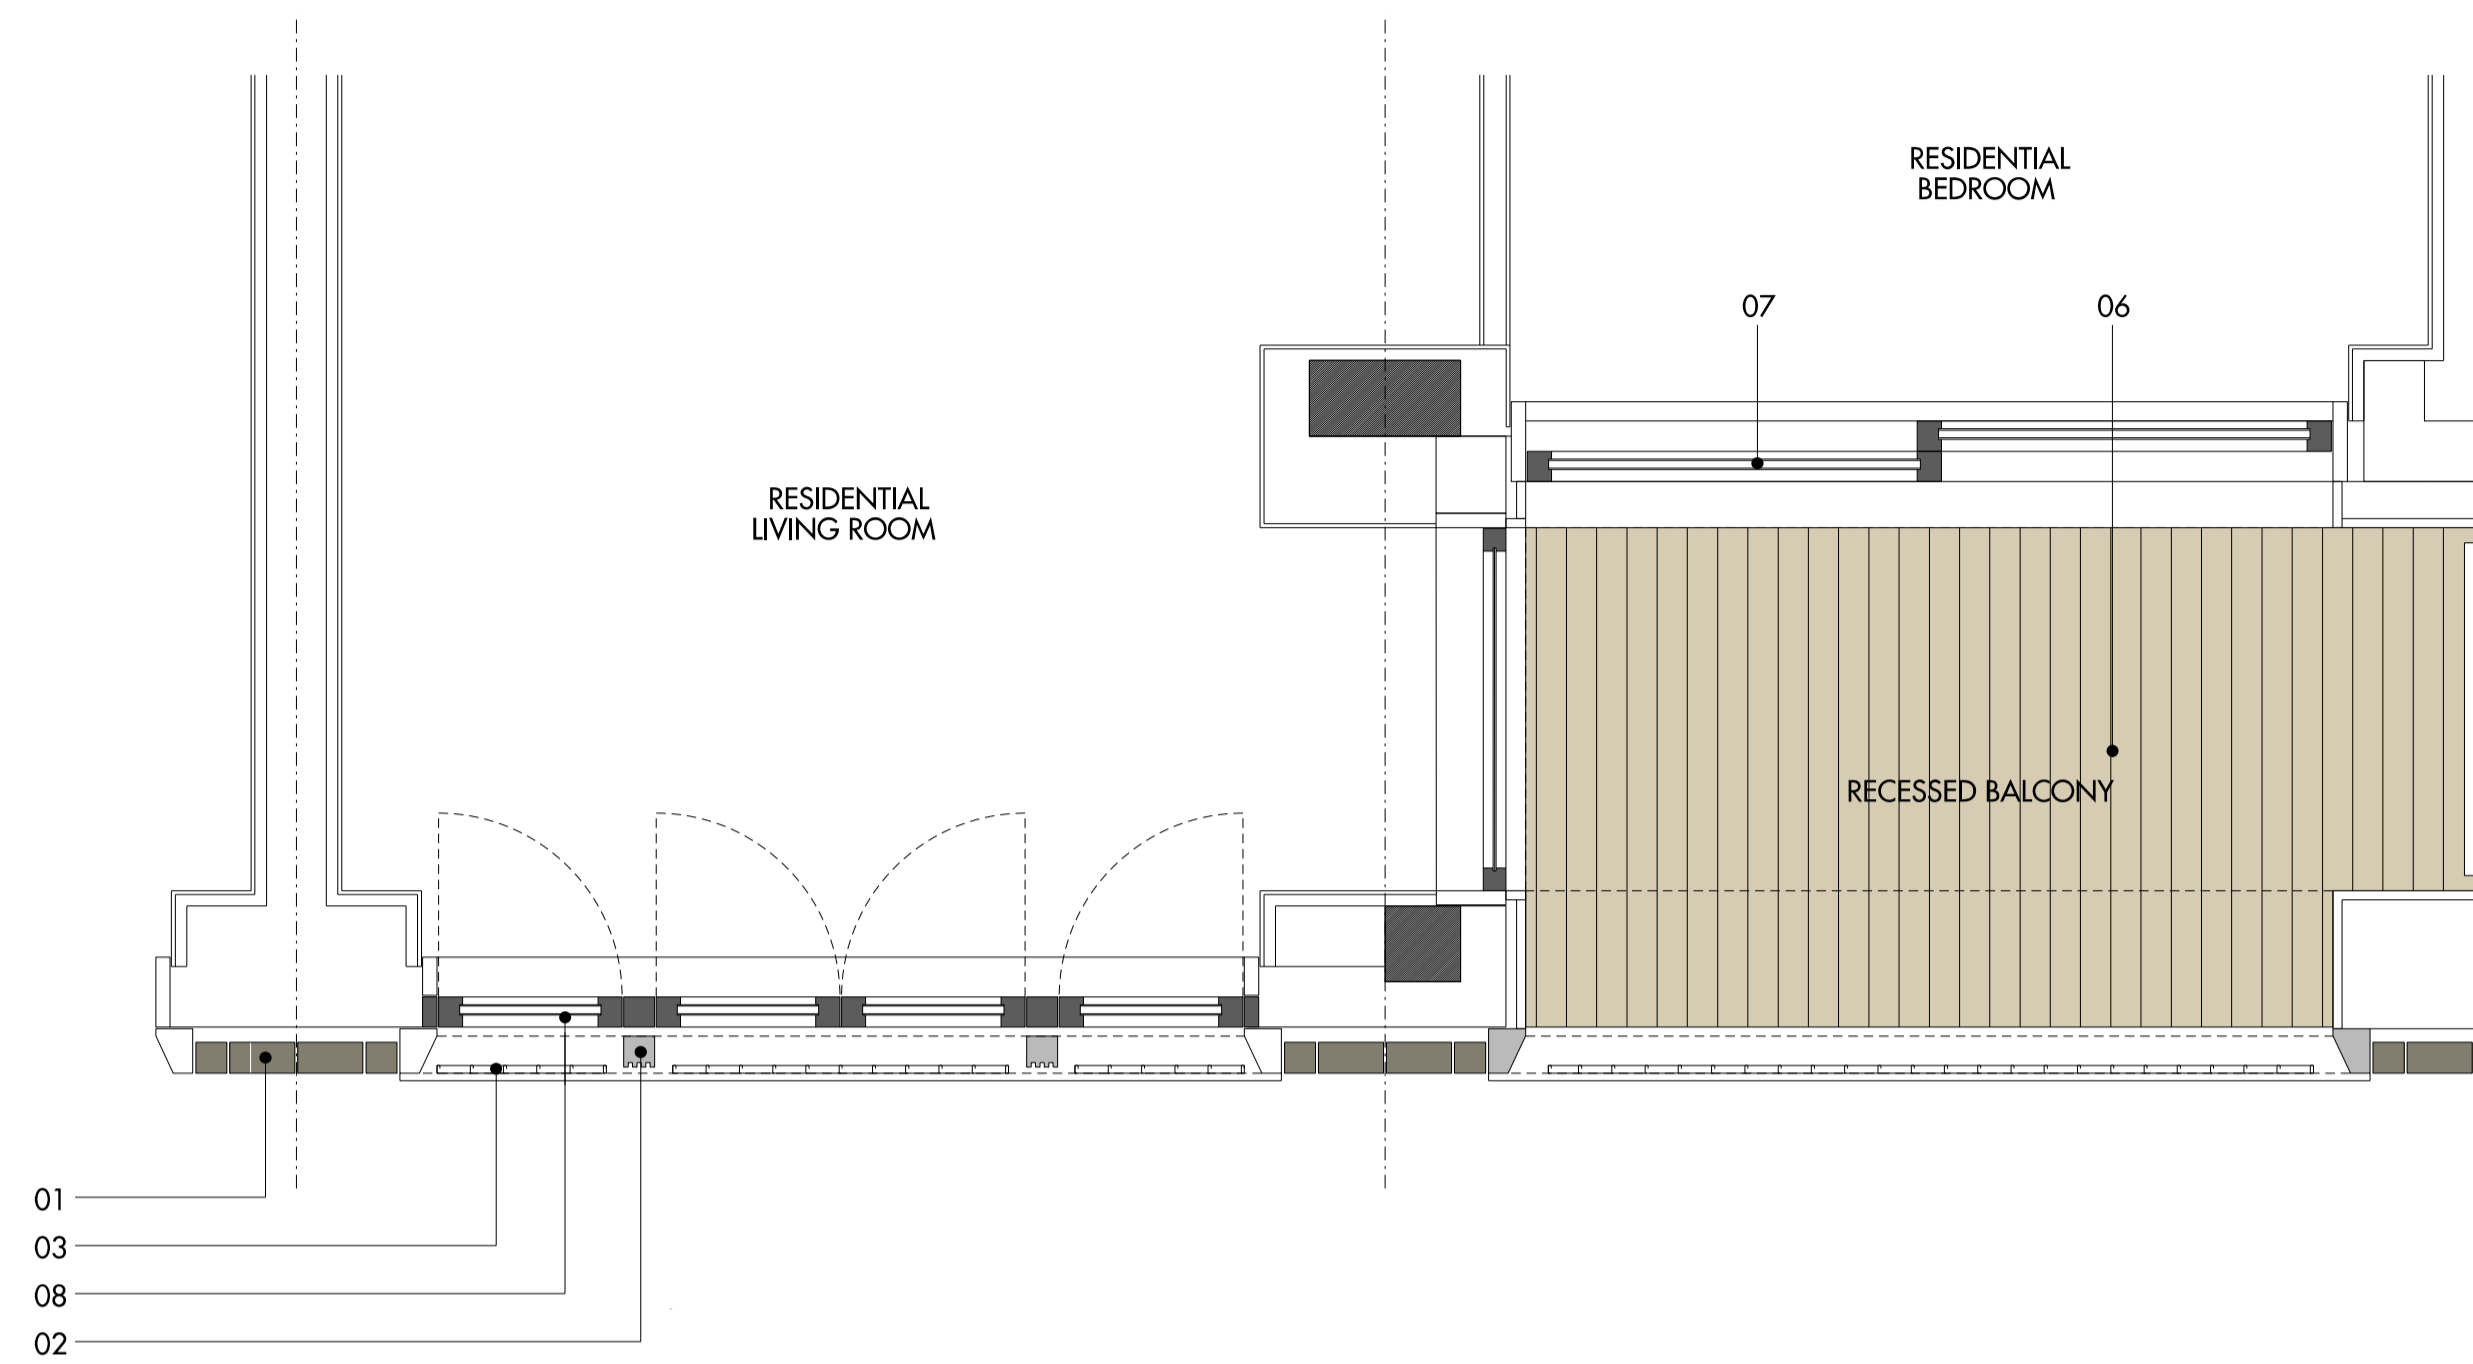 RESIDENTIAL
BEDROOM
07
06
RESIDENTIAL
LIVING ROOM
RECESSED BALCONY
01
03
08
02